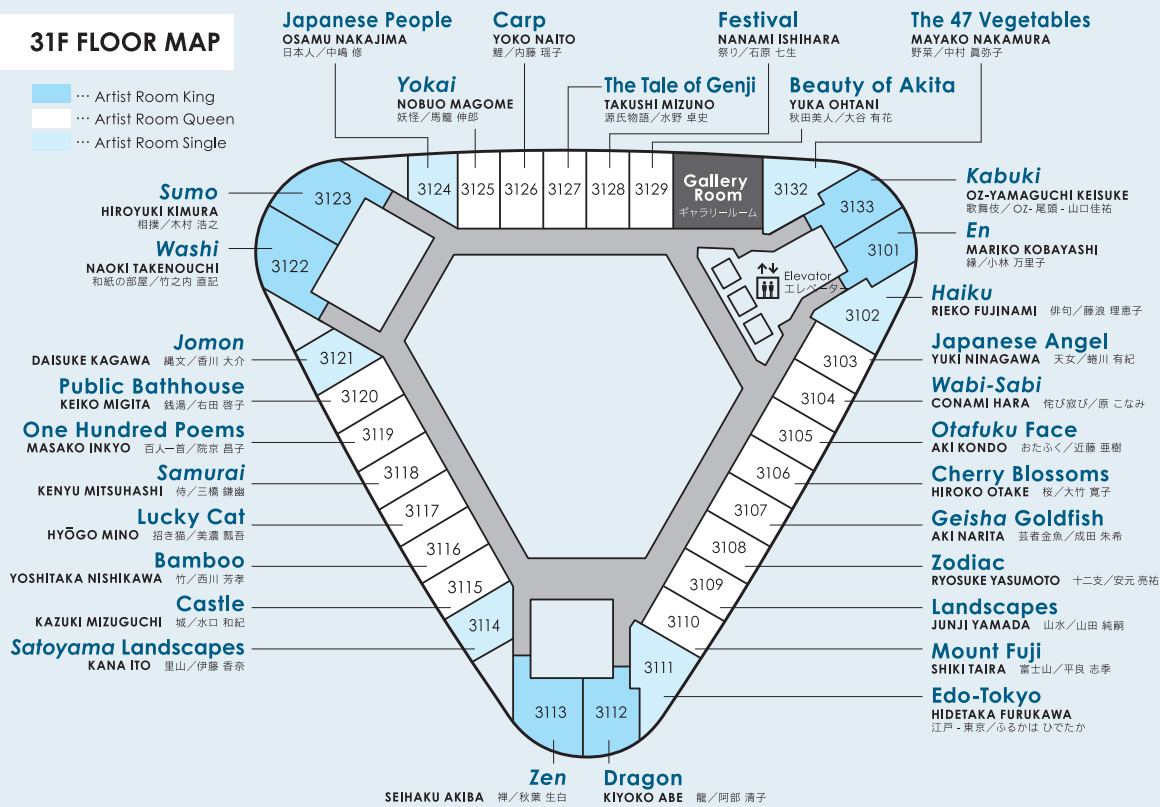 31F FLOOR MAP
··· Artist Room King
··· Artist Room Queen
··· Artist Room Single
Japanese People
OSAMU NAKAJIMA
日本人／中嶋 修
Carp
YOKO NAITO
鯉／内藤 瑶子
Festival
NANAMI ISHIHARA
祭り／石原 七生
The 47 Vegetables
MAYAKO NAKAMURA
野菜／中村 眞弥子
Yokai
NOBUO MAGOME
妖怪／馬籠 伸郎
The Tale of Genji
TAKUSHI MIZUNO
源氏物語／水野 卓史
Beauty of Akita
YUKA OHTANI
秋田美人／大谷 有花
Sumo
HIROYUKI KIMURA
相撲／木村 浩之
Washi
NAOKI TAKENOUCHI
和紙の部屋／竹之内 直記
Jomon
DAISUKE KAGAWA 縄文／香川 大介
Public Bathhouse
KEIKO MIGITA 銭湯／右田 啓子
One Hundred Poems
MASAKO INKYO 百人一首／院京 昌子
Samurai
KENYU MITSUHASHI 侍／三橋 鎌幽
Lucky Cat
HYŌGO MINO 招き猫／美濃 瓢吾
Bamboo
YOSHITAKA NISHIKAWA 竹／西川 芳孝
Castle
KAZUKI MIZUGUCHI 城／水口 和紀
Satoyama Landscapes
KANA ITO 里山／伊藤 香奈
3123
3122
3124
3125
3126
3127
3128
3129
Gallery
Room
ギャラリールーム
3132
3133
3101
Elevator
エレベーター
3102
3103
3104
3105
3106
3107
3108
3109
3110
3111
3112
3113
3114
3115
3116
3117
3118
3119
3120
3121
Kabuki
OZ-YAMAGUCHI KEISUKE
歌舞伎／OZ- 尾頭 - 山口佳祐
En
MARIKO KOBAYASHI
縁／小林 万里子
Haiku
RIEKO FUJINAMI 俳句／藤浪 理恵子
Japanese Angel
YUKI NINAGAWA 天女／蜷川 有紀
Wabi-Sabi
CONAMI HARA 侘び寂び／原 こなみ
Otafuku Face
AKI KONDO おたふく／近藤 亜樹
Cherry Blossoms
HIROKO OTAKE 桜／大竹 寛子
Geisha Goldfish
AKI NARITA 芸者金魚／成田 朱希
Zodiac
RYOSUKE YASUMOTO 十二支／安元 亮祐
Landscapes
JUNJI YAMADA 山水／山田 純嗣
Mount Fuji
SHIKI TAIRA 富士山／平良 志季
Edo-Tokyo
HIDETAKA FURUKAWA
江戸 - 東京／ふるかは ひでたか
Zen
SEIHAKU AKIBA 禅／秋葉 生白
Dragon
KIYOKO ABE 龍／阿部 清子